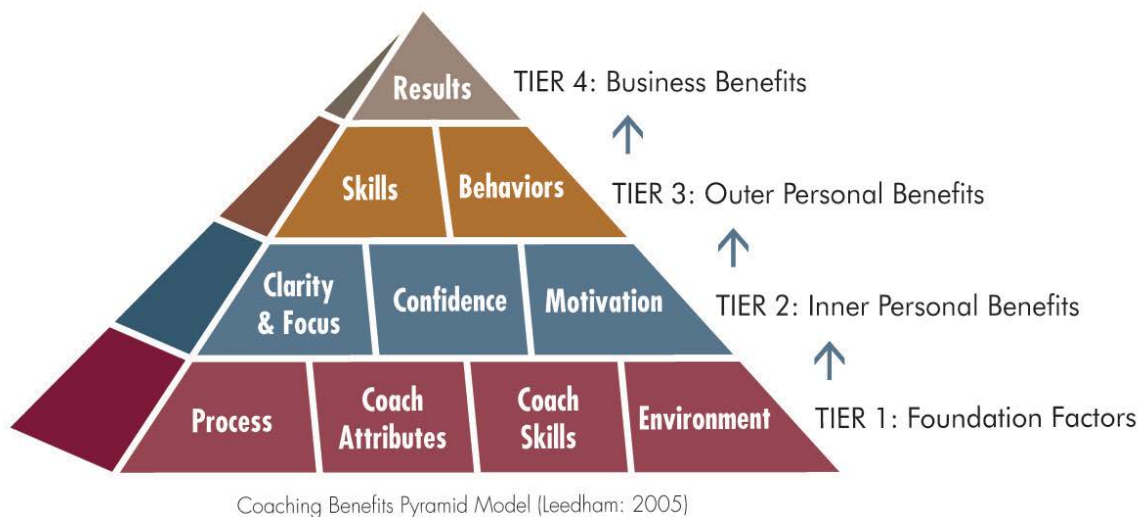 Results
TIER 4: Business Benefits
Skills
Behaviors
TIER 3: Outer Personal Benefits
Clarity
& Focus
Confidence
Motivation
TIER 2: Inner Personal Benefits
Process
Coach
Attributes
Coach
Skills
Environment
TIER 1: Foundation Factors
Coaching Benefits Pyramid Model (Leedham: 2005)